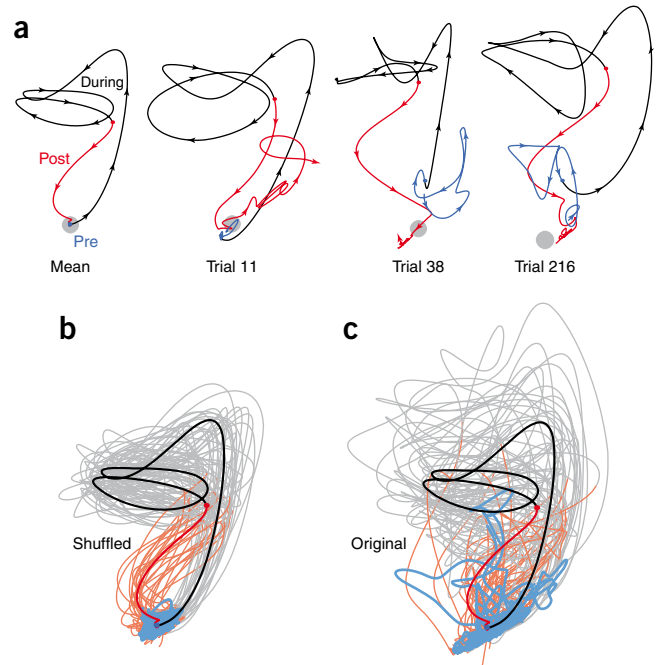 a
During
Post
Pre
Mean
Trial 11
Trial 38
Trial 216
b
c
Shuffled
Original